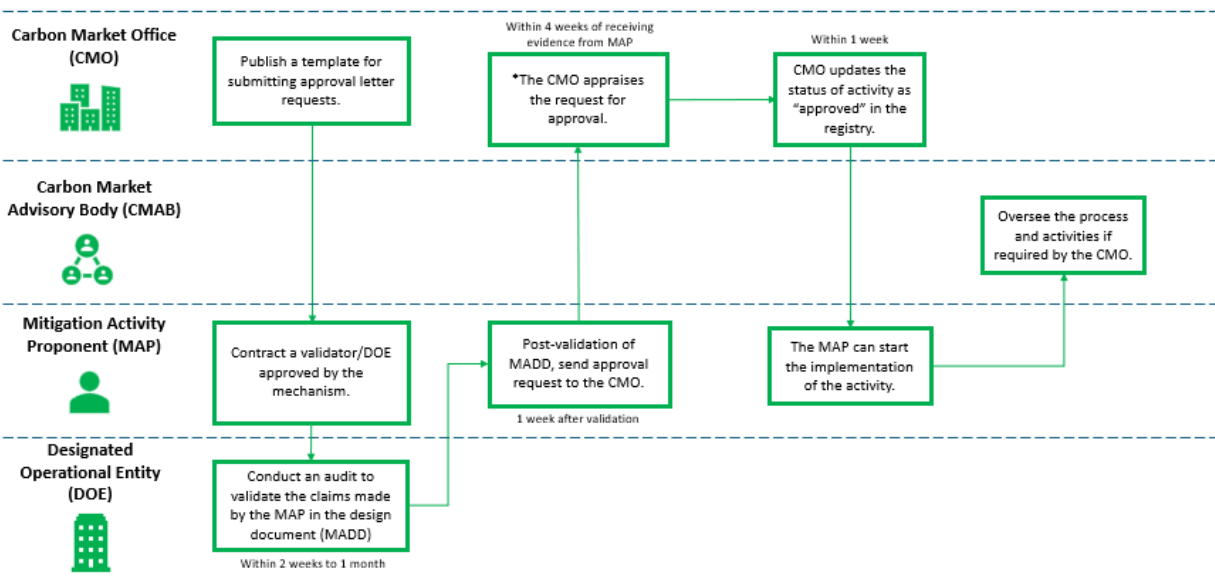 Carbon Market Office
(CMO)
Publish a template for
submitting approval letter
requests.
Within 4 weeks of receiving
evidence from MAP
*The CMO appraises
the request for
approval.
Within 1 week
CMO updates the
status of activity as
“approved” in the
registry.
Carbon Market
Advisory Body (CMAB)
Oversee the process
and activities if
required by the CMO.
Mitigation Activity
Proponent (MAP)
Contract a validator/DOE
approved by the
mechanism.
Post-validation of
MADD, send approval
request to the CMO.
1 week after validation
The MAP can start
the implementation
of the activity.
Designated
Operational Entity
(DOE)
Conduct an audit to
validate the claims made
by the MAP in the design
document (MADD)
Within 2 weeks to 1 month